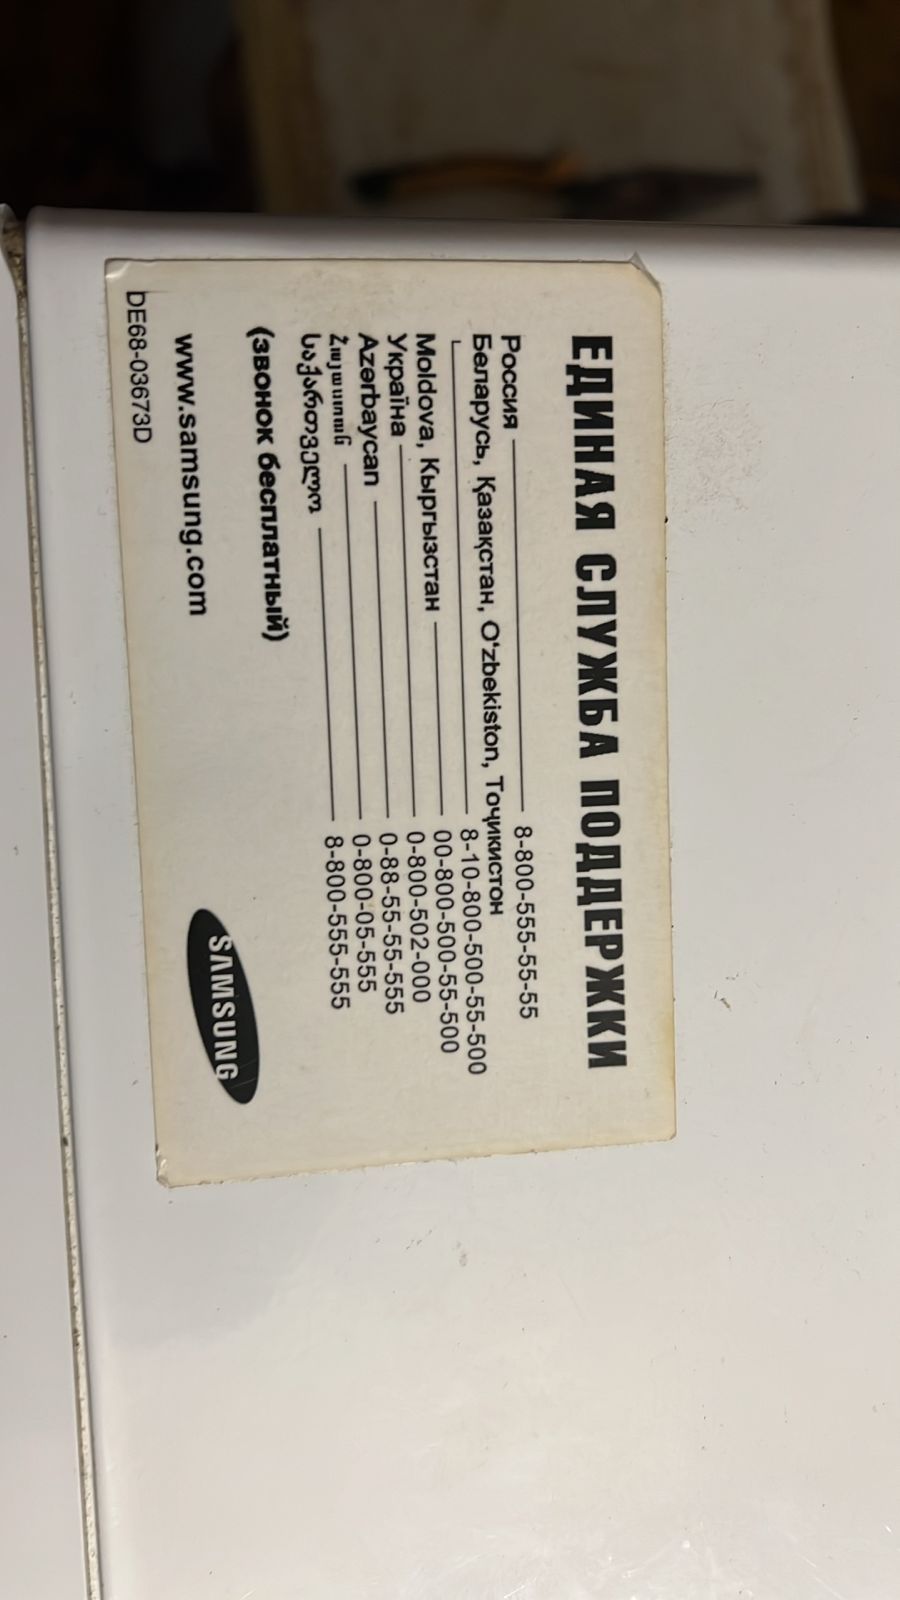 ЕДИНАЯ СЛУЖБА ПОДДЕРЖКИ
Россия 8-800-555-55-55
Беларусь, Қазақстан, O'zbekiston, Тоҷикистон
8-10-800-500-55-500
Moldova, Кыргызстан 00-800-500-55-500
Україна 0-800-502-000
Azərbaycan 0-88-55-55-555
Հայաստան 0-800-05-555
საქართველო 8-800-555-555
(звонок бесплатный)
www.samsung.com
SAMSUNG
DE68-03673D